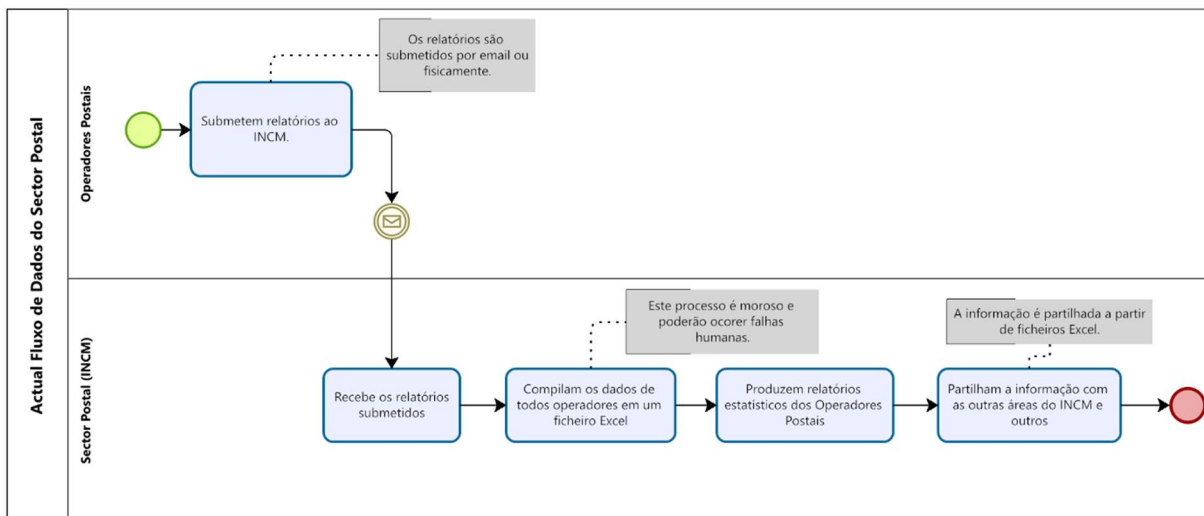 Actual Fluxo de Dados do Sector Postal
Operadores Postais
Os relatórios são
submetidos por email ou
fisicamente.
Submetem relatórios ao
INCM.
Sector Postal (INCM)
Este processo é moroso e
poderão ocorer falhas
humanas.
A informação é partilhada a partir
de ficheiros Excel.
Recebe os relatórios
submetidos
Compilam os dados de
todos operadores em um
ficheiro Excel
Produzem relatórios
estatísticos dos Operadores
Postais
Partilham a informação com
as outras áreas do INCM e
outros